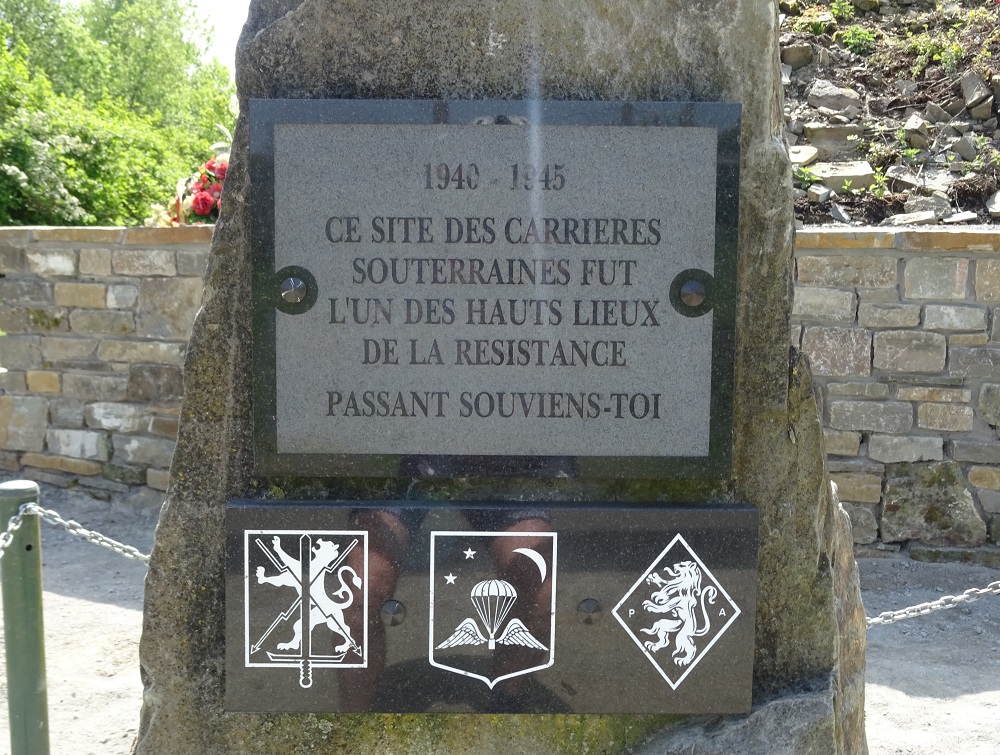 1940 - 1945
CE SITE DES CARRIERES
SOUTERRAINES FUT
L'UN DES HAUTS LIEUX
DE LA RESISTANCE
PASSANT SOUVIENS-TOI
P A